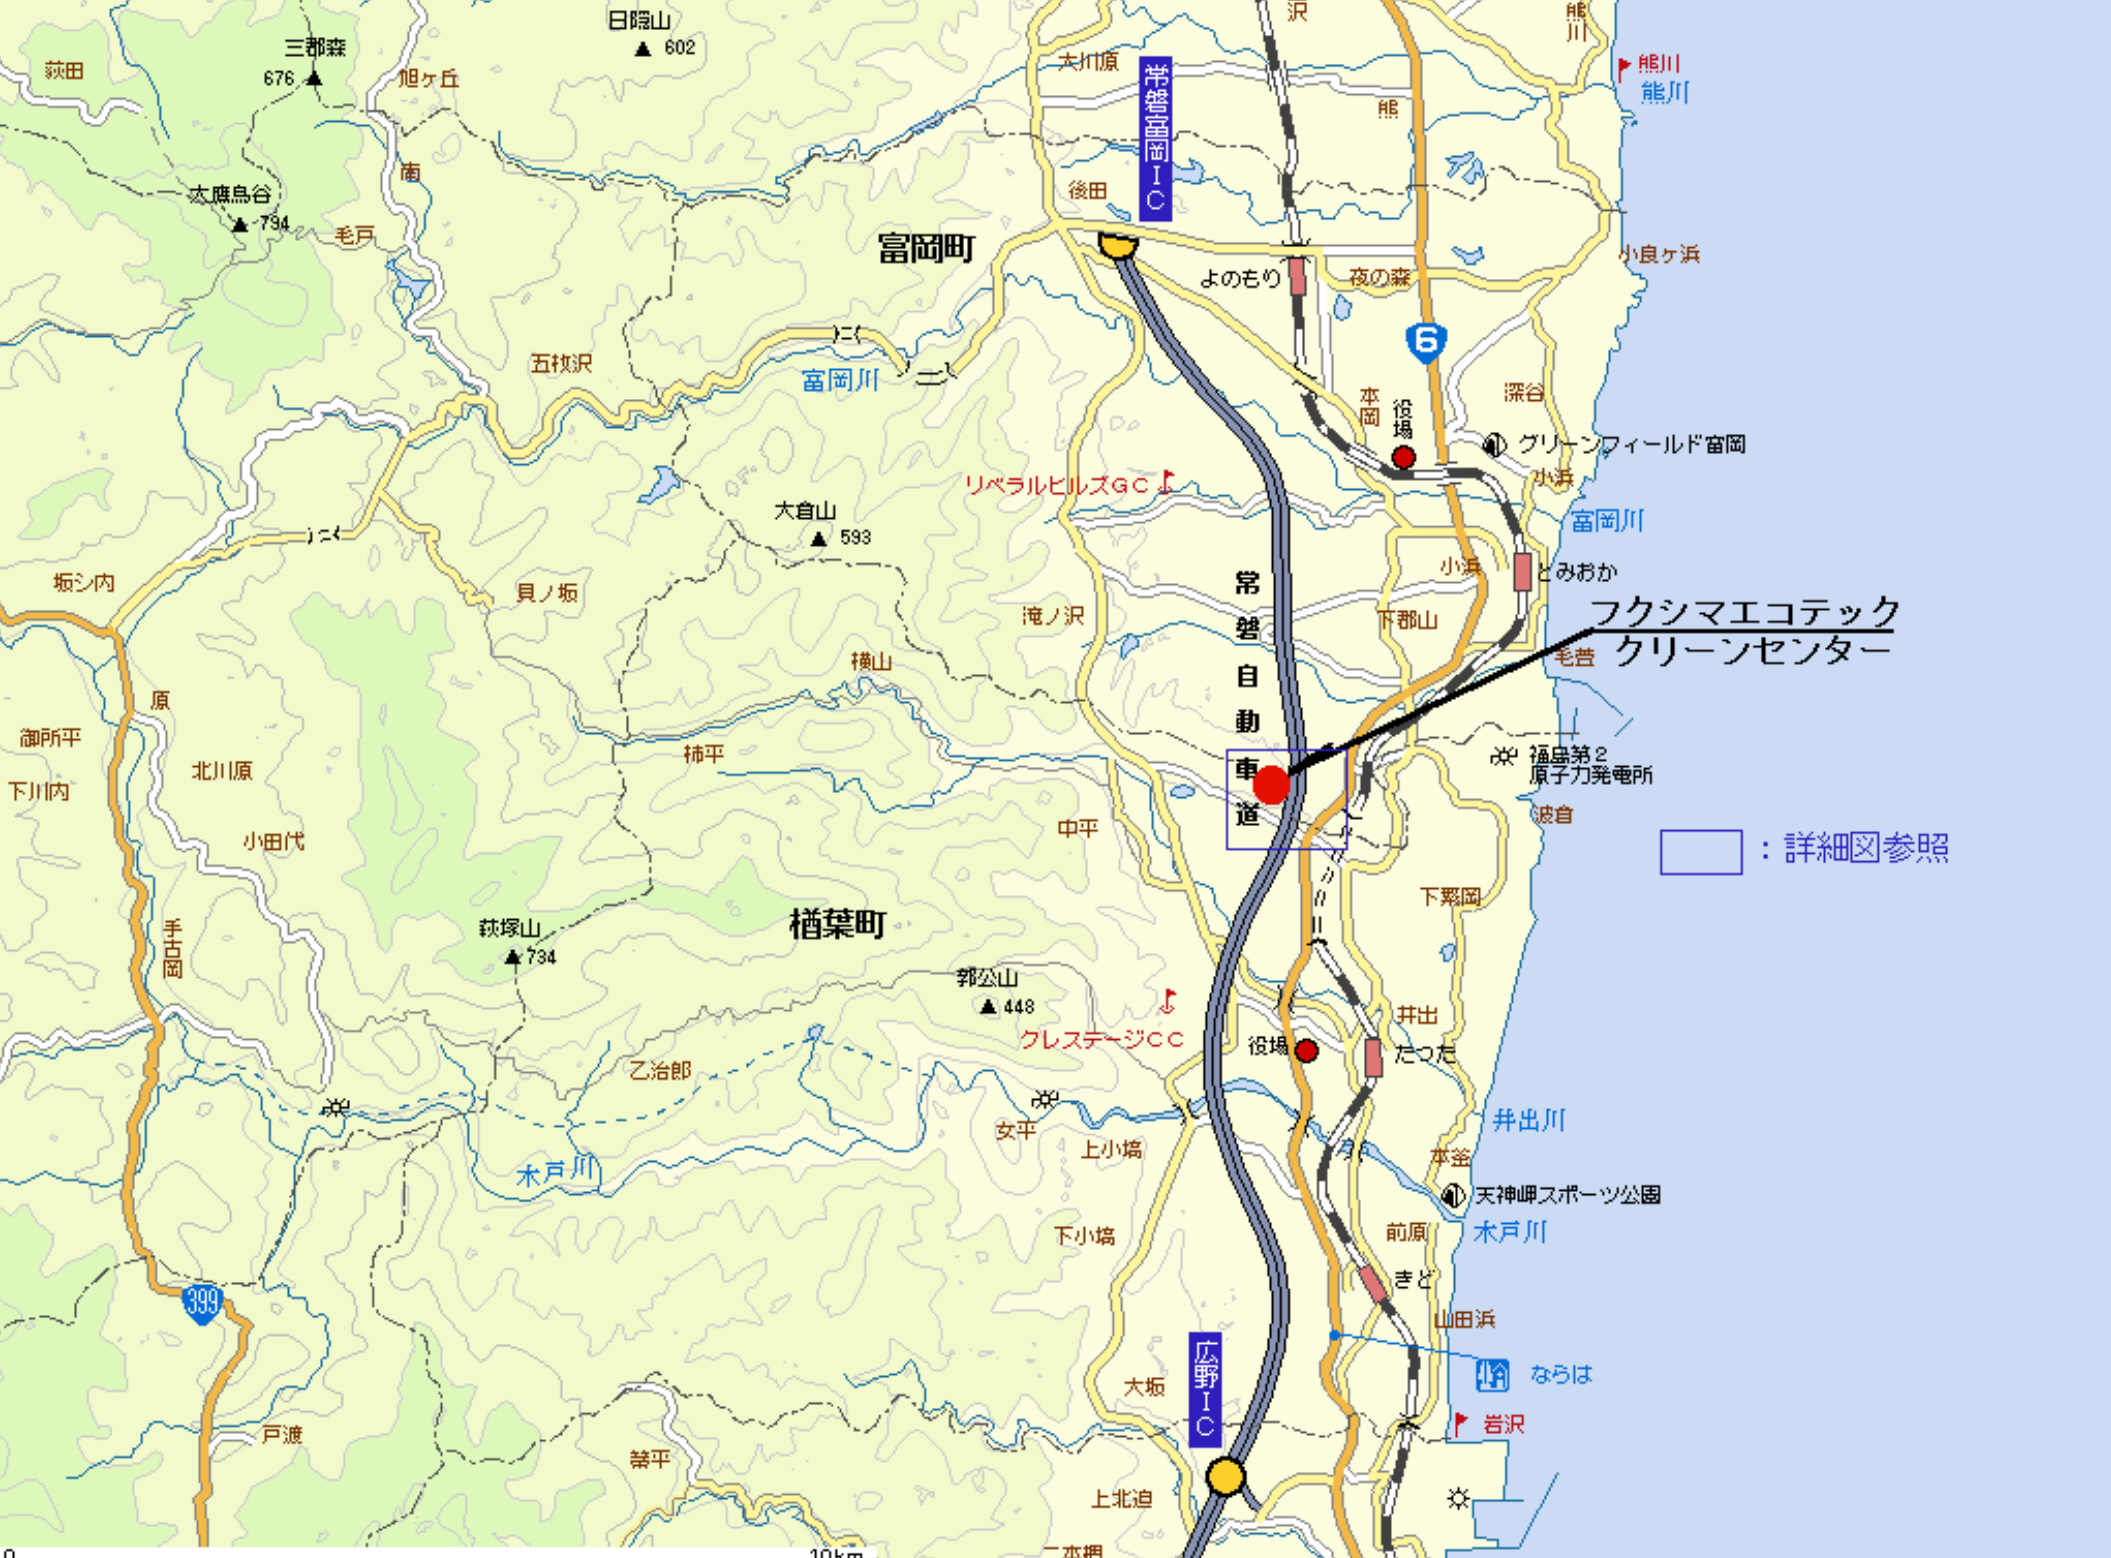 日隠山
602
三郡森
676
荻田
旭ヶ丘
大川原
常磐富岡IC
沢
熊川
熊川
熊川
熊
南
大鷹鳥谷
794
毛戸
後田
富岡町
よのもり
夜の森
小良ヶ浜
6
五枚沢
富岡川
本岡
役場
深谷
グリーンフィールド富岡
リベラルヒルズGC
小浜
大倉山
593
富岡川
坂シ内
貝ノ坂
常磐自動車道
小浜
とみおか
滝ノ沢
下郡山
フクシマエコテック
クリーンセンター
毛萱
横山
原
御所平
柿平
北川原
下川内
福島第2
原子力発電所
波倉
小田代
中平
:詳細図参照
下繁岡
手古岡
萩塚山
734
楢葉町
郭公山
448
クレステージCC
井出
役場
たつた
乙治郎
女平
上小塙
井出川
木戸川
本釜
天神岬スポーツ公園
下小塙
前原
木戸川
きど
399
山田浜
広野IC
ならは
大坂
岩沢
戸渡
上北迫
0
10km
二本椚